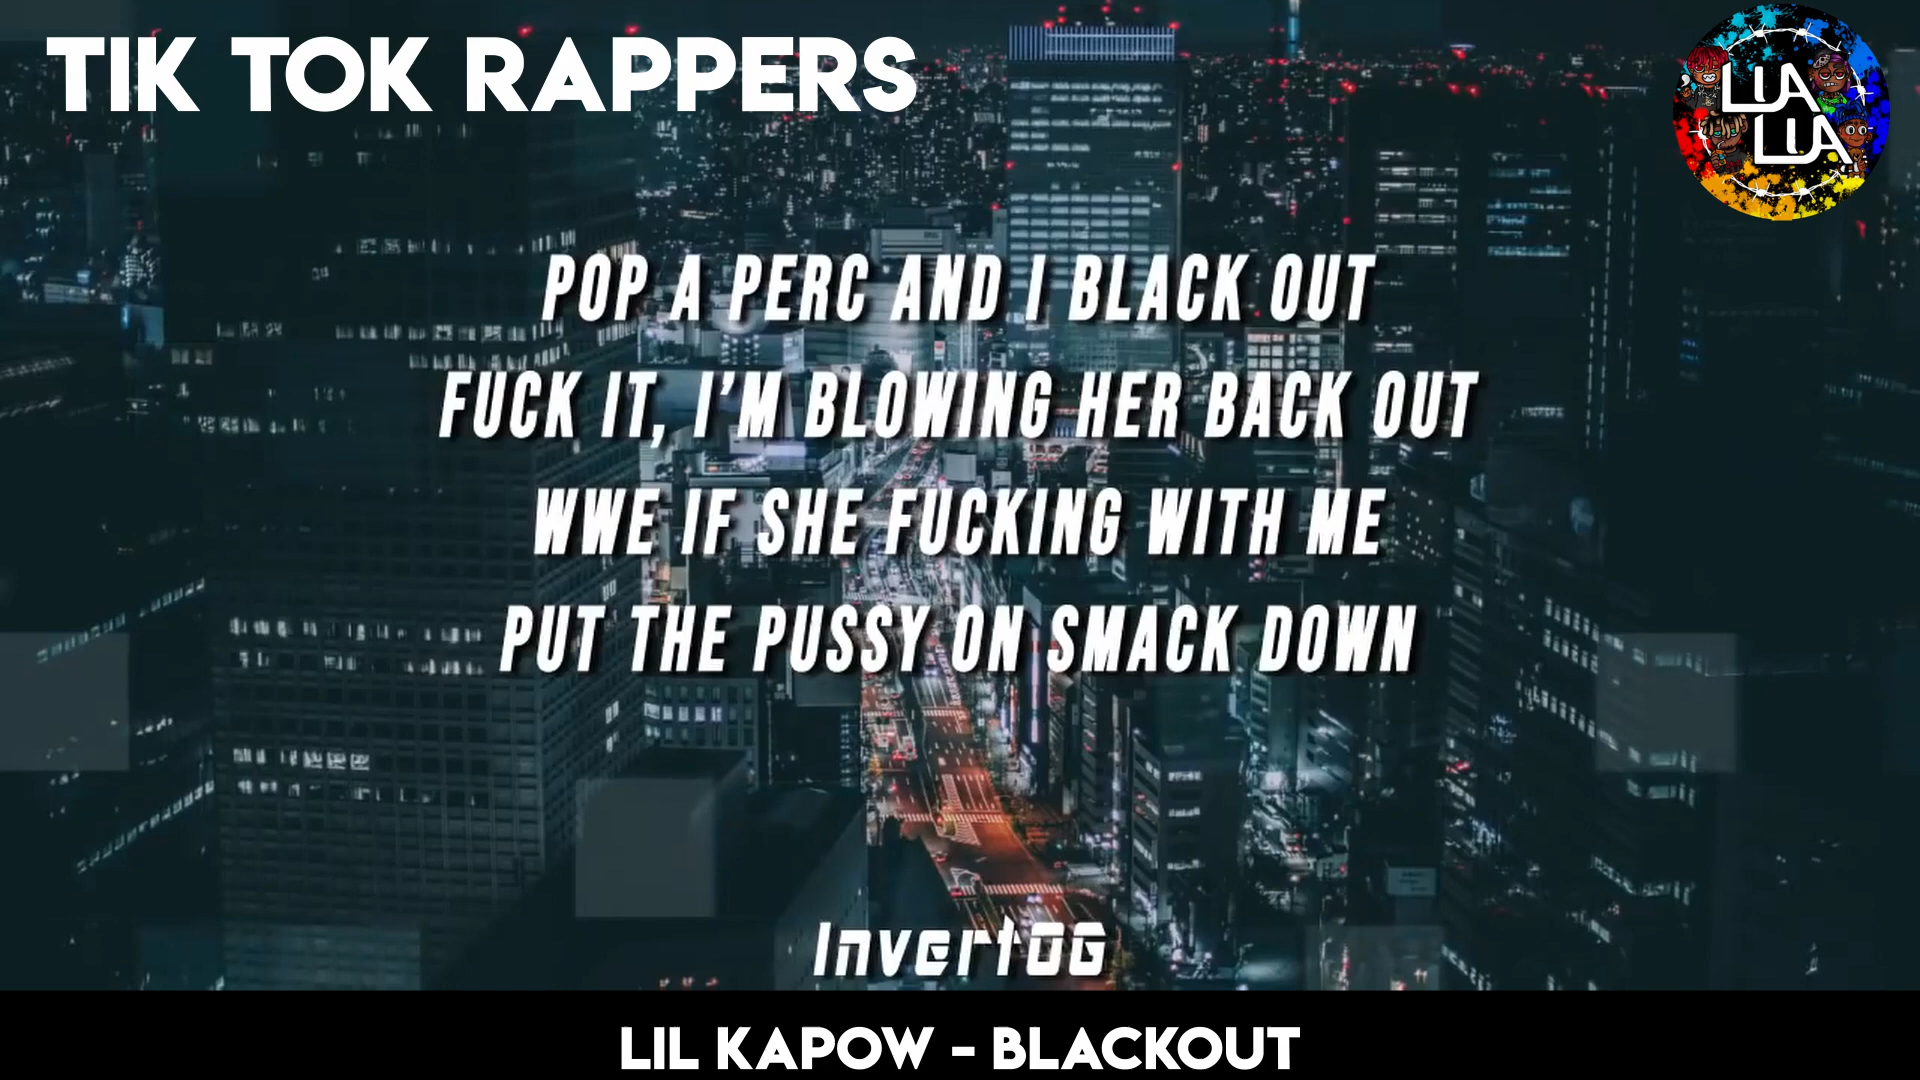 TIK TOK RAPPERS
LUA
LUA
POP A PERC AND I BLACK OUT
FUCK IT, I'M BLOWING HER BACK OUT
WWE IF SHE FUCKING WITH ME
PUT THE PUSSY ON SMACK DOWN
InvertOG
LIL KAPOW - BLACKOUT